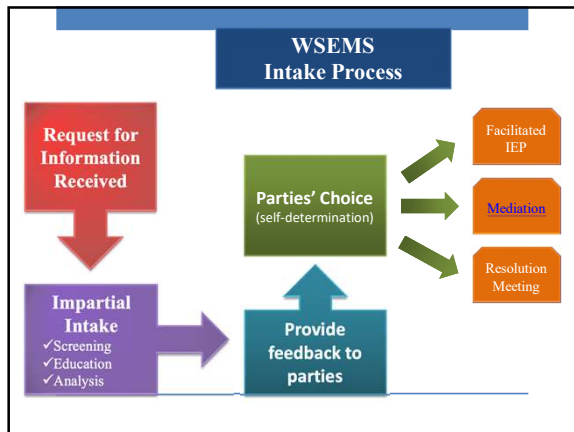 WSEMS
Intake Process
Request for
Information
Received
Impartial
Intake
✓Screening
✓Education
✓Analysis
Provide
feedback to
parties
Parties’ Choice
(self-determination)
Facilitated
IEP
Mediation
Resolution
Meeting